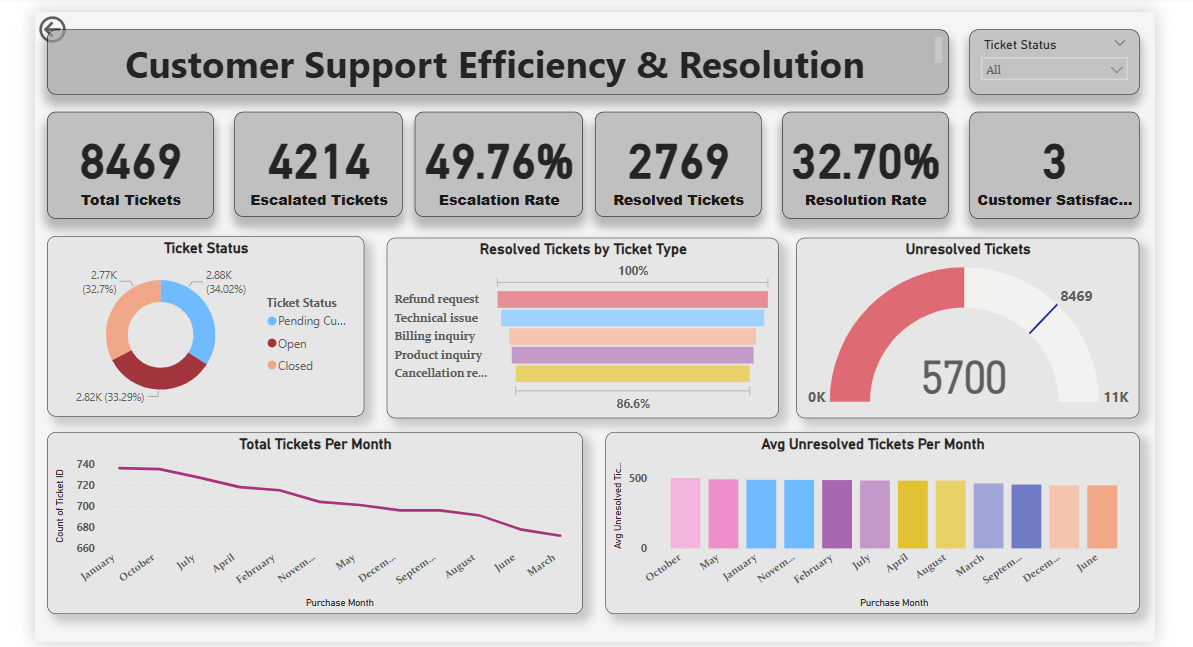 Customer Support Efficiency & Resolution
Ticket Status
All
8469
Total Tickets
4214
Escalated Tickets
49.76%
Escalation Rate
2769
Resolved Tickets
32.70%
Resolution Rate
3
Customer Satisfac...
Ticket Status
2.77K
(32.7%)
2.88K
(34.02%)
2.82K (33.29%)
Ticket Status
Pending Cu...
Open
Closed
Resolved Tickets by Ticket Type
100%
Refund request
Technical issue
Billing inquiry
Product inquiry
Cancellation re...
86.6%
Unresolved Tickets
8469
5700
0K
11K
Total Tickets Per Month
Count of Ticket ID
740
720
700
680
660
January
October
July
April
February
Novem...
May
Decem...
Septem...
August
June
March
Purchase Month
Avg Unresolved Tickets Per Month
Avg Unresolved Tic...
500
0
October
May
January
Novem...
February
July
April
August
March
Septem...
Decem...
June
Purchase Month